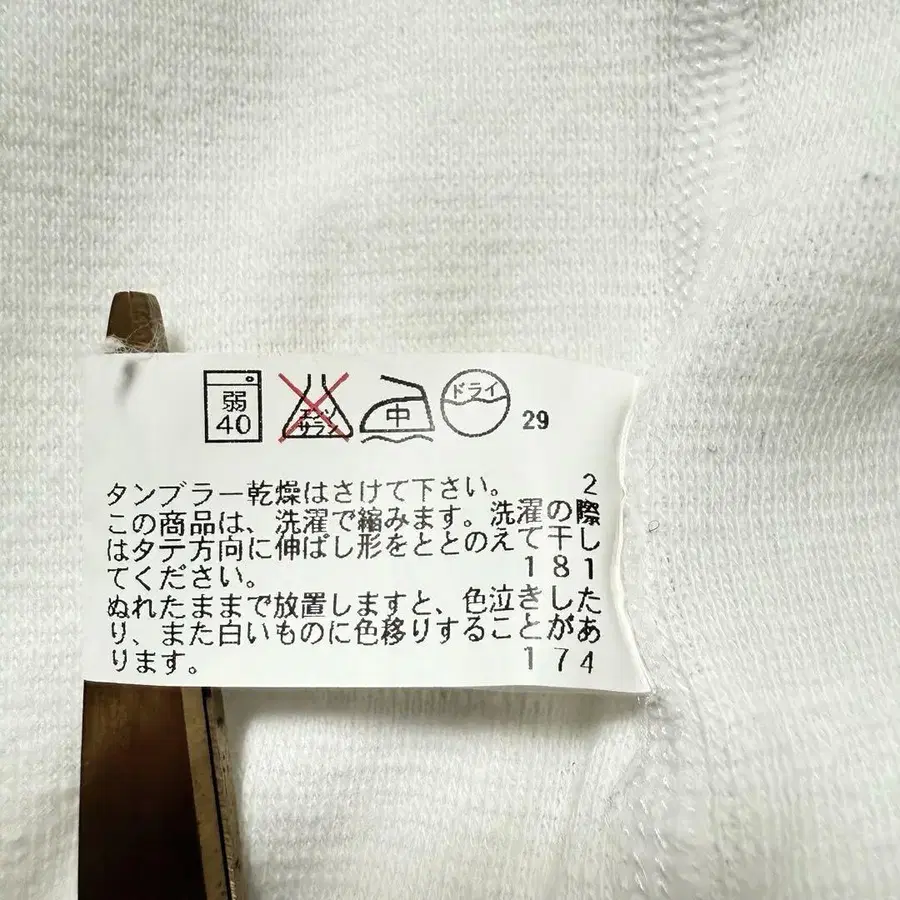 弱
40
エンソ
サラシ
中
ドライ
29
タンブラー乾燥はさけて下さい。 2
この商品は、洗濯で縮みます。洗濯の際
はタテ方向に伸ばし形をととのえて干し
てください。 181
ぬれたままで放置しますと、色泣きした
り、また白いものに色移りすることがあ
ります。 174